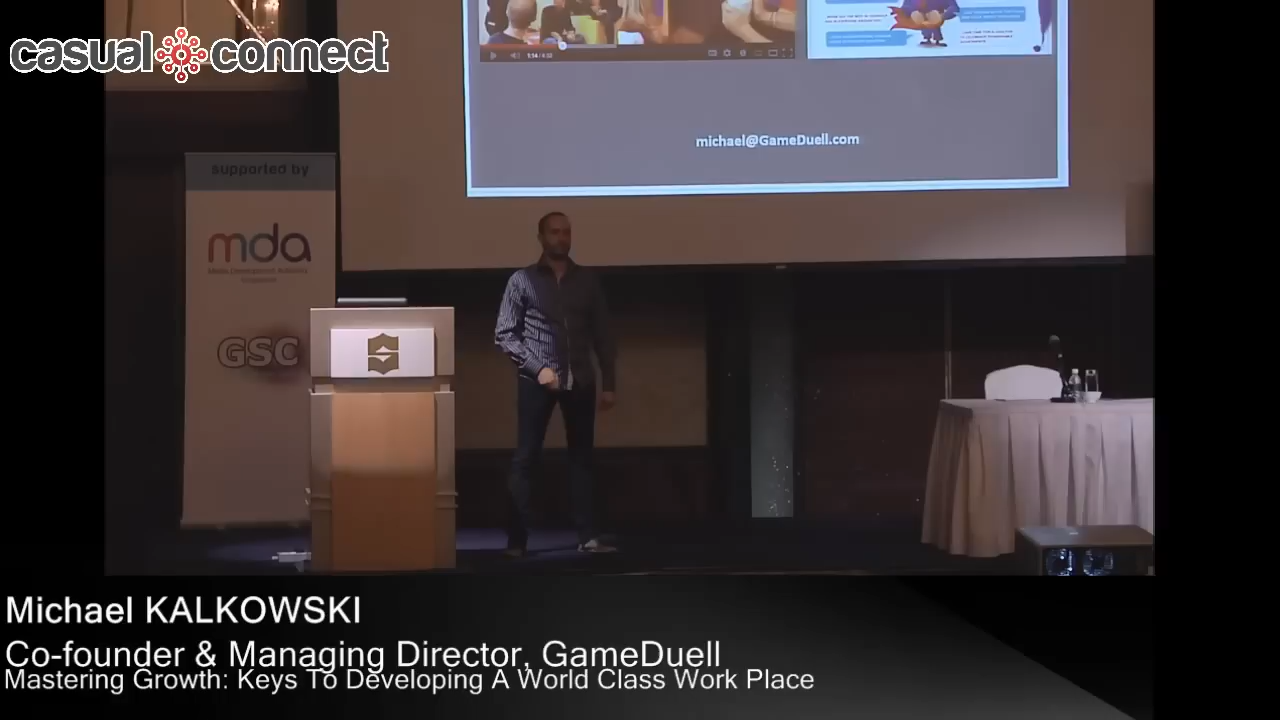 casual connect
michael@GameDuell.com
supported by
mda
GSC
Michael KALKOWSKI
Co-founder & Managing Director, GameDuell
Mastering Growth: Keys To Developing A World Class Work Place